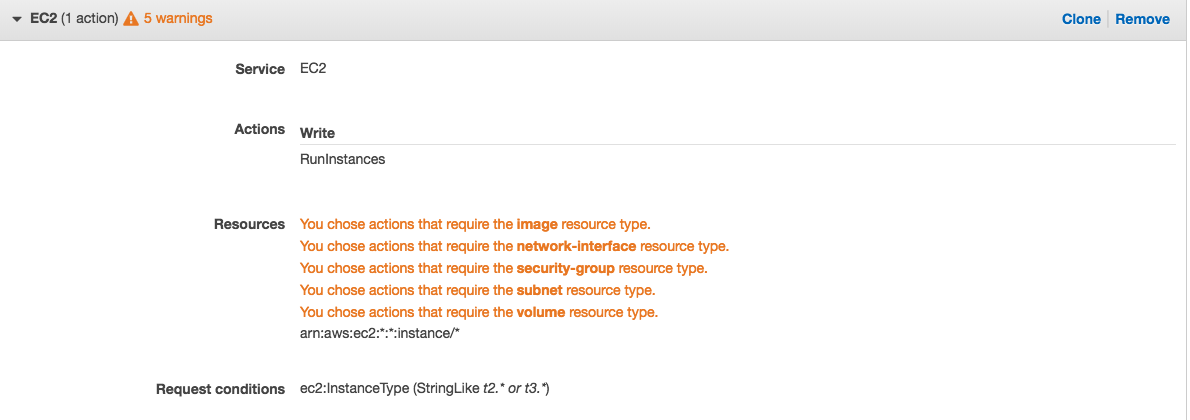 EC2 (1 action) 5 warnings Clone Remove
Service EC2
Actions Write
RunInstances
Resources You chose actions that require the image resource type.
You chose actions that require the network-interface resource type.
You chose actions that require the security-group resource type.
You chose actions that require the subnet resource type.
You chose actions that require the volume resource type.
arn:aws:ec2:*:*:instance/*
Request conditions ec2:InstanceType (StringLike t2.* or t3.*)